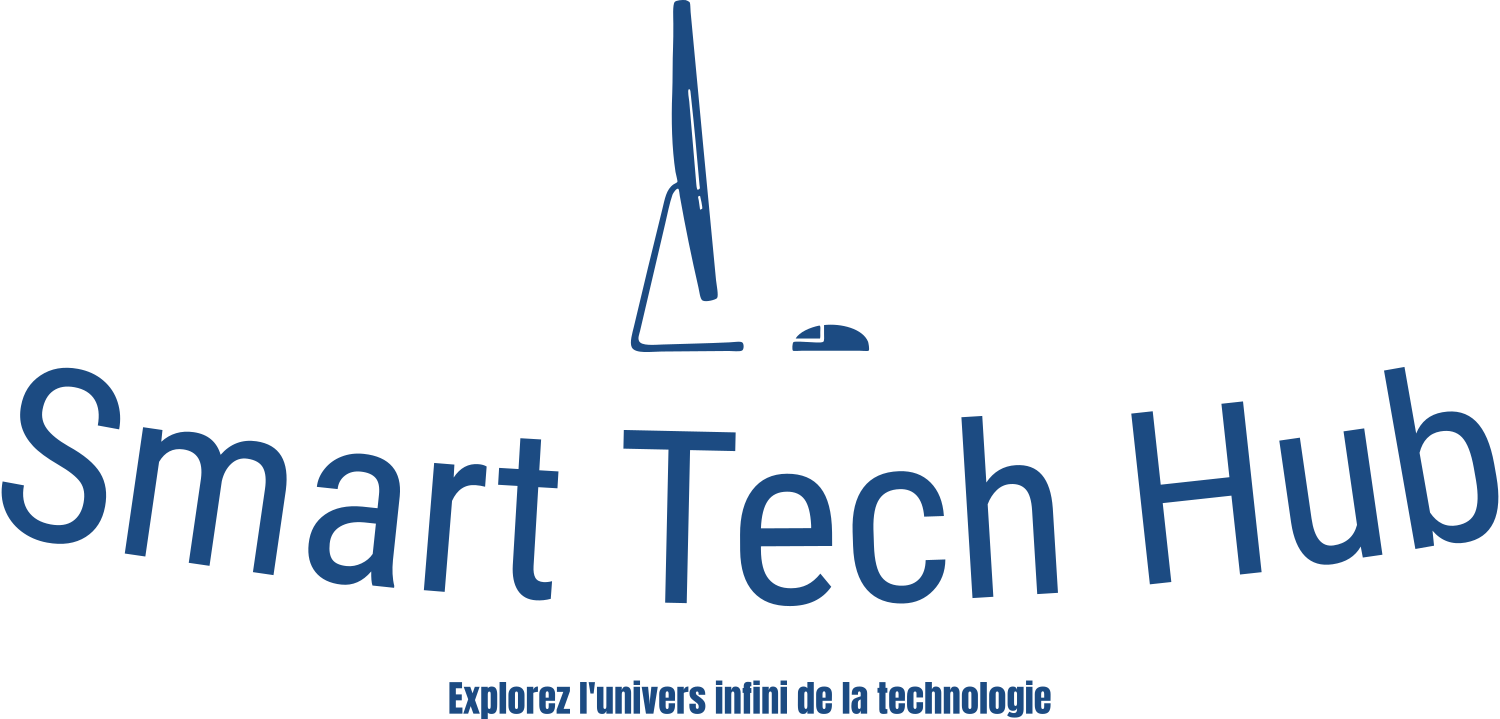 Smart Tech Hub
Explorez l'univers infini de la technologie